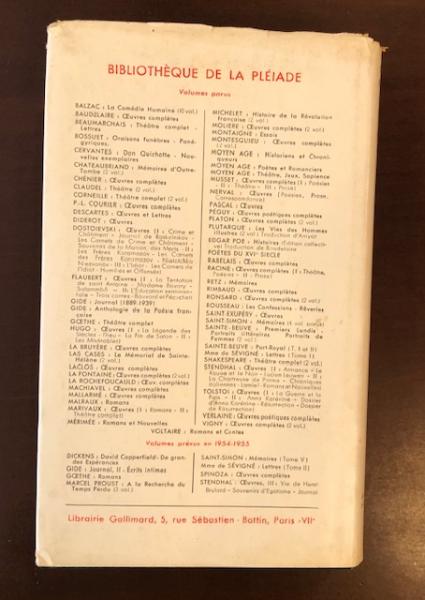 BIBLIOTHÈQUE DE LA PLÉIADE
Volumes parus
BALZAC : La Comédie Humaine (10 vol.)
BAUDELAIRE : Œuvres complètes
BEAUMARCHAIS : Théâtre complet -
Lettres
BOSSUET : Oraisons funèbres - Pané-
gyriques.
CERVANTES : Don Quichotte - Nou-
velles exemplaires
CHATEAUBRIAND : Mémoires d'Outre-
Tombe (2 vol.)
CHÉNIER : Œuvres complètes
CLAUDEL : Théâtre (2 vol.)
CORNEILLE : Théâtre complet (2 vol.)
P.-L. COURIER : Œuvres complètes
DESCARTES : Œuvres et Lettres
DIDEROT : Œuvres
DOSTOÏEVSKI : Œuvres (I : Crime et
Châtiment - Journal de Raskolnikov -
Les Carnets de Crime et Châtiment -
Souvenirs de la Maison des Morts - II :
Les Frères Karamazov - Les Carnets
des Frères Karamazov - Niétotchka
Niezvanov - III : L'Idiot - Les Carnets de
l'Idiot - Humiliés et Offensés)
FLAUBERT : Œuvres (I : La Tentation
de saint Antoine - Madame Bovary -
Salammbô - II : L'Éducation sentimen-
tale - Trois contes - Bouvard et Pécuchet)
GIDE : Journal (1889-1939)
GIDE : Anthologie de la Poésie fran-
çaise
GŒTHE : Théâtre complet
HUGO : Œuvres (I : La Légende des
Siècles - Dieu - La Fin de Satan - II :
Les Misérables)
LA BRUYÈRE : Œuvres complètes
LAS CASES : Le Mémorial de Sainte-
Hélène (2 vol.)
LACLOS : Œuvres complètes
LA FONTAINE : Œuvres complètes (2 vol.)
LA ROCHEFOUCAULD : Œuv. complètes
MACHIAVEL : Œuvres complètes
MALLARMÉ : Œuvres complètes
MALRAUX : Romans
MARIVAUX : Œuvres (I : Romans - II :
Théâtre complet)
MÉRIMÉE : Romans et Nouvelles
MICHELET : Histoire de la Révolution
française (2 vol.)
MOLIÈRE : Œuvres complètes (2 vol.)
MONTAIGNE : Essais
MONTESQUIEU : Œuvres complètes
(2 vol.)
MOYEN AGE : Historiens et Chroni-
queurs
MOYEN AGE : Poètes et Romanciers
MOYEN AGE : Théâtre, Jeux, Sapience
MUSSET : Œuvres complètes (I : Poésies
- II : Théâtre - III : Prose)
NERVAL : Œuvres (Poésies, Prose,
Correspondance)
PASCAL : Œuvres
PÉGUY : Œuvres poétiques complètes
PLATON : Œuvres complètes (2 vol.)
PLUTARQUE : Les Vies des Hommes
illustres (2 vol.) Traduction d'Amyot
EDGAR POE : Histoires (Édition collecti-
ve) Traduction de Baudelaire
POÈTES DU XVIe SIÈCLE
RABELAIS : Œuvres complètes
RACINE : Œuvres complètes (I : Théâtre,
Poésies - II : Prose)
RETZ : Mémoires
RIMBAUD : Œuvres complètes
RONSARD : Œuvres complètes (2 vol.)
ROUSSEAU : Les Confessions - Rêveries
SAINT-EXUPÉRY : Œuvres
SAINT-SIMON : Mémoires
SAINTE-BEUVE : Premiers Lundis -
Portraits Littéraires - Portraits de
Femmes (2 vol.)
SAINTE-BEUVE : Port-Royal (T. I et II)
Mme de SÉVIGNÉ : Lettres (Tome I)
SHAKESPEARE : Théâtre complet (2 vol.)
STENDHAL : Œuvres (I : Armance - Le
Rouge et le Noir - Lucien Leuwen - II :
La Chartreuse de Parme - Chroniques
italiennes - Lamiel - Romans et Nouvelles)
TOLSTOÏ : Œuvres (I : La Guerre et la
Paix - II : Anna Karénine - Dossier
d'Anna Karénine - Résurrection - Dossier
de Résurrection)
VERLAINE : Œuvres poétiques complètes
VIGNY : Œuvres complètes (2 vol.)
VOLTAIRE : Romans et Contes
Volumes prévus en 1954-1955
DICKENS : David Copperfield - De gran-
des Espérances
GIDE : Journal, II : Écrits intimes
GŒTHE : Romans
MARCEL PROUST : A la Recherche du
Temps Perdu (3 vol.)
SAINT-SIMON : Mémoires (Tome V)
Mme de SÉVIGNÉ : Lettres (Tome II)
SPINOZA : Œuvres complètes
STENDHAL : Œuvres, III : Vie de Henri
Brulard - Souvenirs d'Égotisme - Journal
Librairie Gallimard, 5, rue Sébastien - Bottin, Paris -VIIe